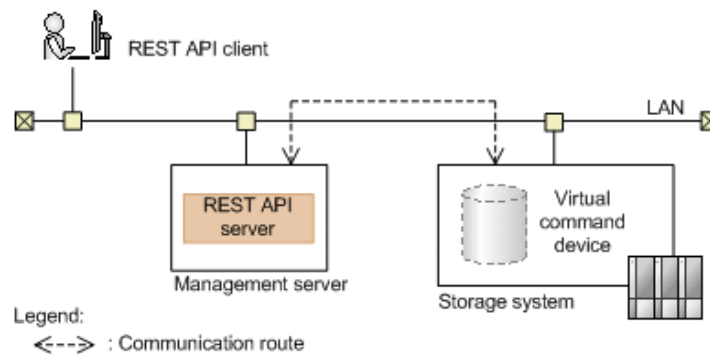 REST API client
LAN
REST API
server
Virtual
command
device
Management server
Storage system
Legend:
: Communication route